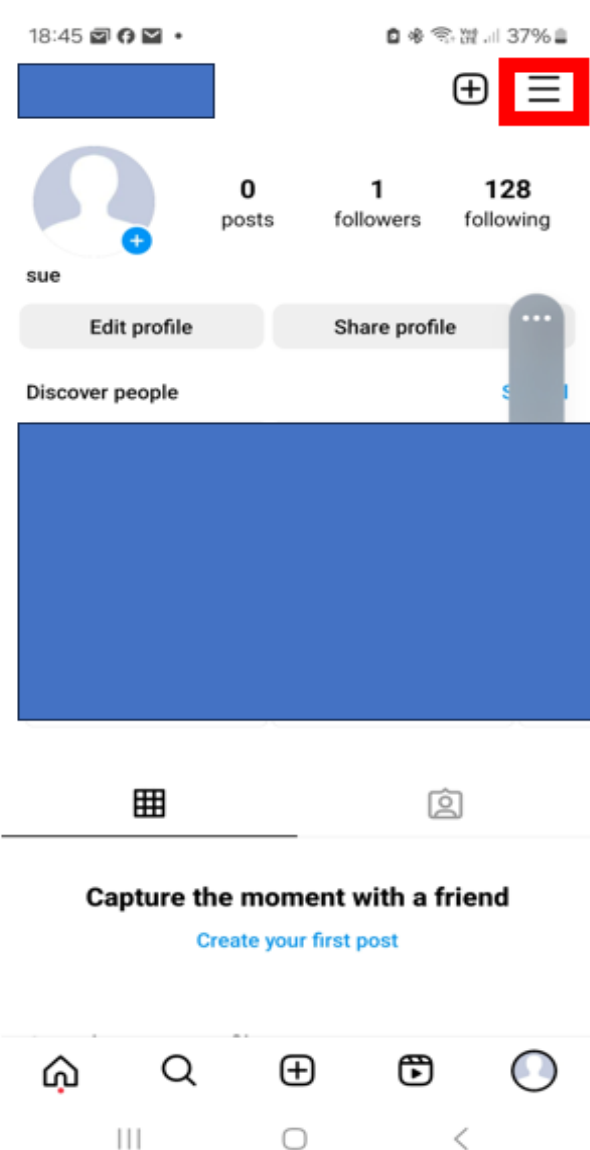 18:45
37%
0 1 128
posts followers following
sue
Edit profile Share profile
Discover people
Capture the moment with a friend
Create your first post